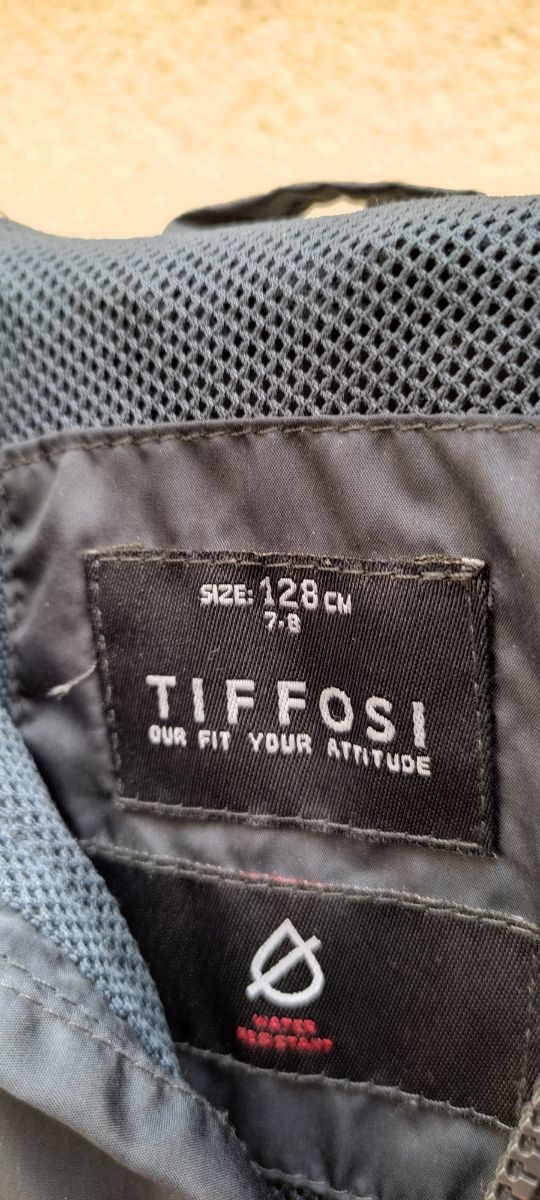 SIZE: 128 CM
7-8
TIFFOSI
OUR FIT YOUR ATTITUDE
WATER
RESISTANT